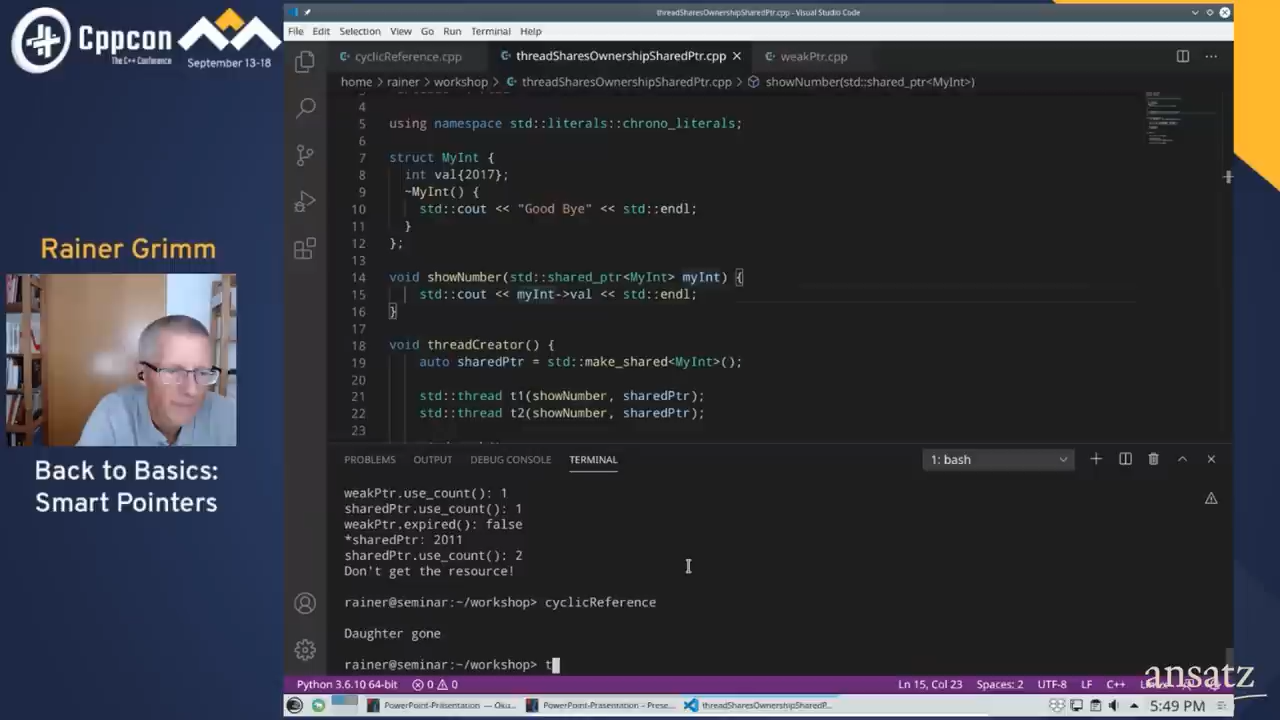 Cppcon
The C++ Conference
September 13-18
Rainer Grimm
Back to Basics:
Smart Pointers
threadSharesOwnershipSharedPtr.cpp - Visual Studio Code
File Edit Selection View Go Run Terminal Help
cyclicReference.cpp threadSharesOwnershipSharedPtr.cpp weakPtr.cpp
home > rainer > workshop > threadSharesOwnershipSharedPtr.cpp > showNumber(std::shared_ptr<MyInt>)
4
5 using namespace std::literals::chrono_literals;
6
7 struct MyInt {
8 int val{2017};
9 ~MyInt() {
10 std::cout << "Good Bye" << std::endl;
11 }
12 };
13
14 void showNumber(std::shared_ptr<MyInt> myInt) {
15 std::cout << myInt->val << std::endl;
16 }
17
18 void threadCreator() {
19 auto sharedPtr = std::make_shared<MyInt>();
20
21 std::thread t1(showNumber, sharedPtr);
22 std::thread t2(showNumber, sharedPtr);
23
PROBLEMS OUTPUT DEBUG CONSOLE TERMINAL 1: bash
weakPtr.use_count(): 1
sharedPtr.use_count(): 1
weakPtr.expired(): false
*sharedPtr: 2011
sharedPtr.use_count(): 2
Don't get the resource!
rainer@seminar:~/workshop> cyclicReference
Daughter gone
rainer@seminar:~/workshop> t
Python 3.6.10 64-bit 0 0 Ln 15, Col 23 Spaces: 2 UTF-8 LF C++
ansatz
PowerPoint-Präsentation — Oku... PowerPoint-Präsentation - Prese... threadSharesOwnershipSharedP... 5:49 PM